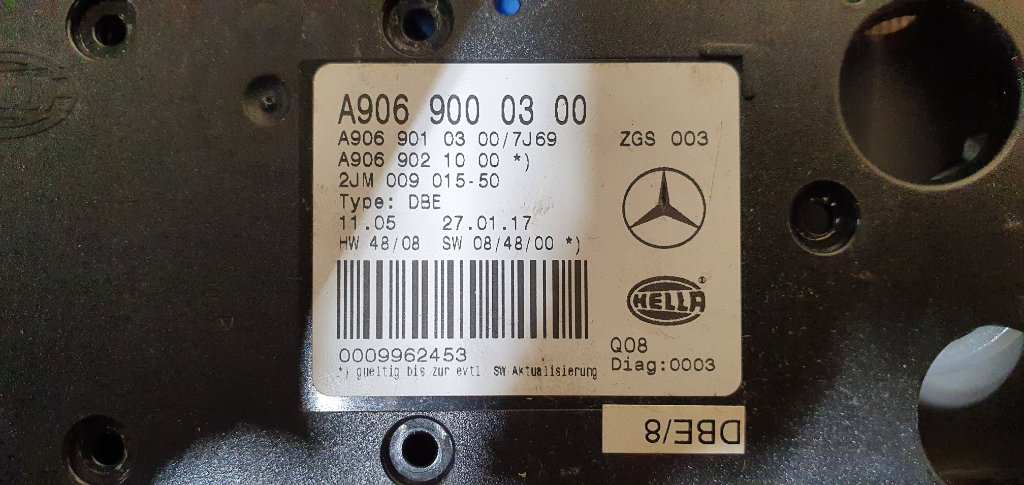 A906 900 03 00
A906 901 03 00/7J69 ZGS 003
A906 902 10 00 *)
2JM 009 015-50
Type: DBE
11.05 27.01.17
HW 48/08 SW 08/48/00 *)
HELLA ®
0009962453
Q08
Diag:0003
*) gueltig bis zur evtl. SW-Aktualisierung
DBE/8